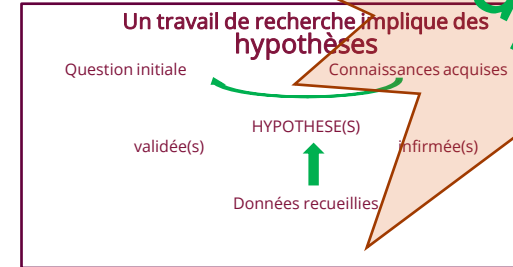 Un travail de recherche implique des
hypothèses
Question initiale
Connaissances acquises
HYPOTHESE(S)
validée(s)
infirmée(s)
Données recueillies